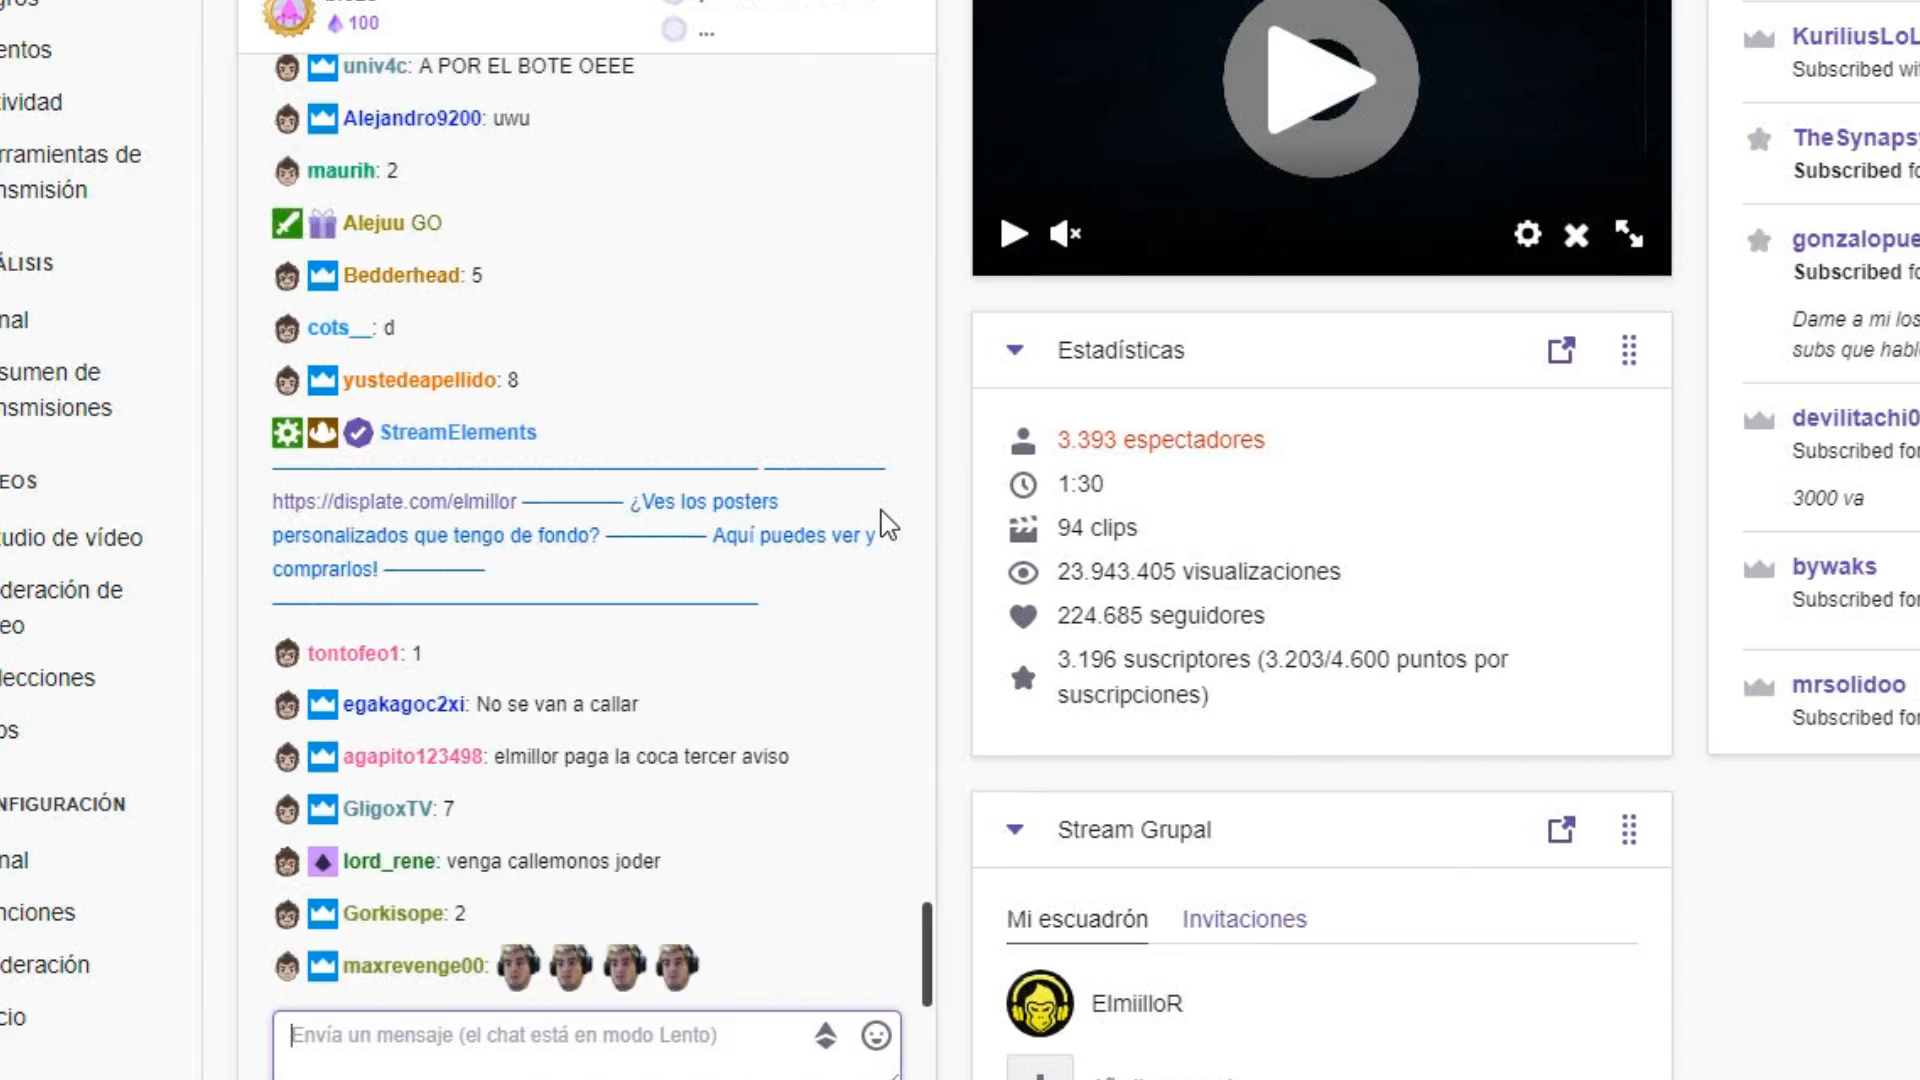 entos
ividad
rramientas de
nsmisión
ÁLISIS
nal
sumen de
nsmisiones
EOS
tudio de vídeo
deración de
eo
lecciones
os
NFIGURACIÓN
nal
nciones
deración
cio
100
...
univ4c: A POR EL BOTE OEEE
Alejandro9200: uwu
maurih: 2
Alejuu GO
Bedderhead: 5
cots__: d
yustedeapellido: 8
StreamElements
https://displate.com/elmillor ————— ¿Ves los posters
personalizados que tengo de fondo? ————— Aquí puedes ver y
comprarlos! —————
tontofeo1: 1
egakagoc2xi: No se van a callar
agapito123498: elmillor paga la coca tercer aviso
GligoxTV: 7
lord_rene: venga callemonos joder
Gorkisope: 2
maxrevenge00:
Envía un mensaje (el chat está en modo Lento)
Estadísticas
3.393 espectadores
1:30
94 clips
23.943.405 visualizaciones
224.685 seguidores
3.196 suscriptores (3.203/4.600 puntos por
suscripciones)
Stream Grupal
Mi escuadrón Invitaciones
ElmiilloR
KuriliusLoL
Subscribed wi
TheSynaps
Subscribed fo
gonzalopue
Subscribed fo
Dame a mi los
subs que habl
devilitachi0
Subscribed for
3000 va
bywaks
Subscribed for
mrsolidoo
Subscribed for